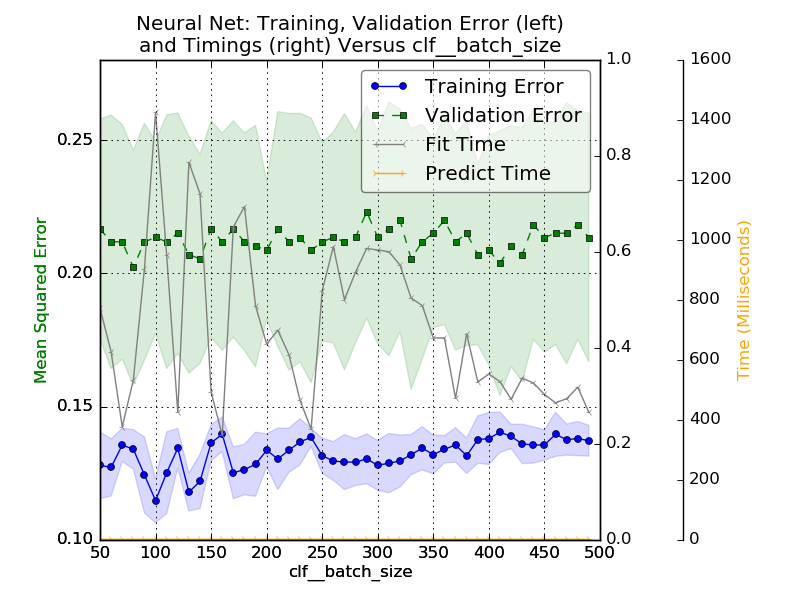 Neural Net: Training, Validation Error (left)
and Timings (right) Versus clf__batch_size
Training Error
Validation Error
Fit Time
Predict Time
Mean Squared Error
0.25
0.20
0.15
0.10
1.0
0.8
0.6
0.4
0.2
0.0
1600
1400
1200
1000
800
600
400
200
0
Time (Milliseconds)
50 100 150 200 250 300 350 400 450 500
clf__batch_size